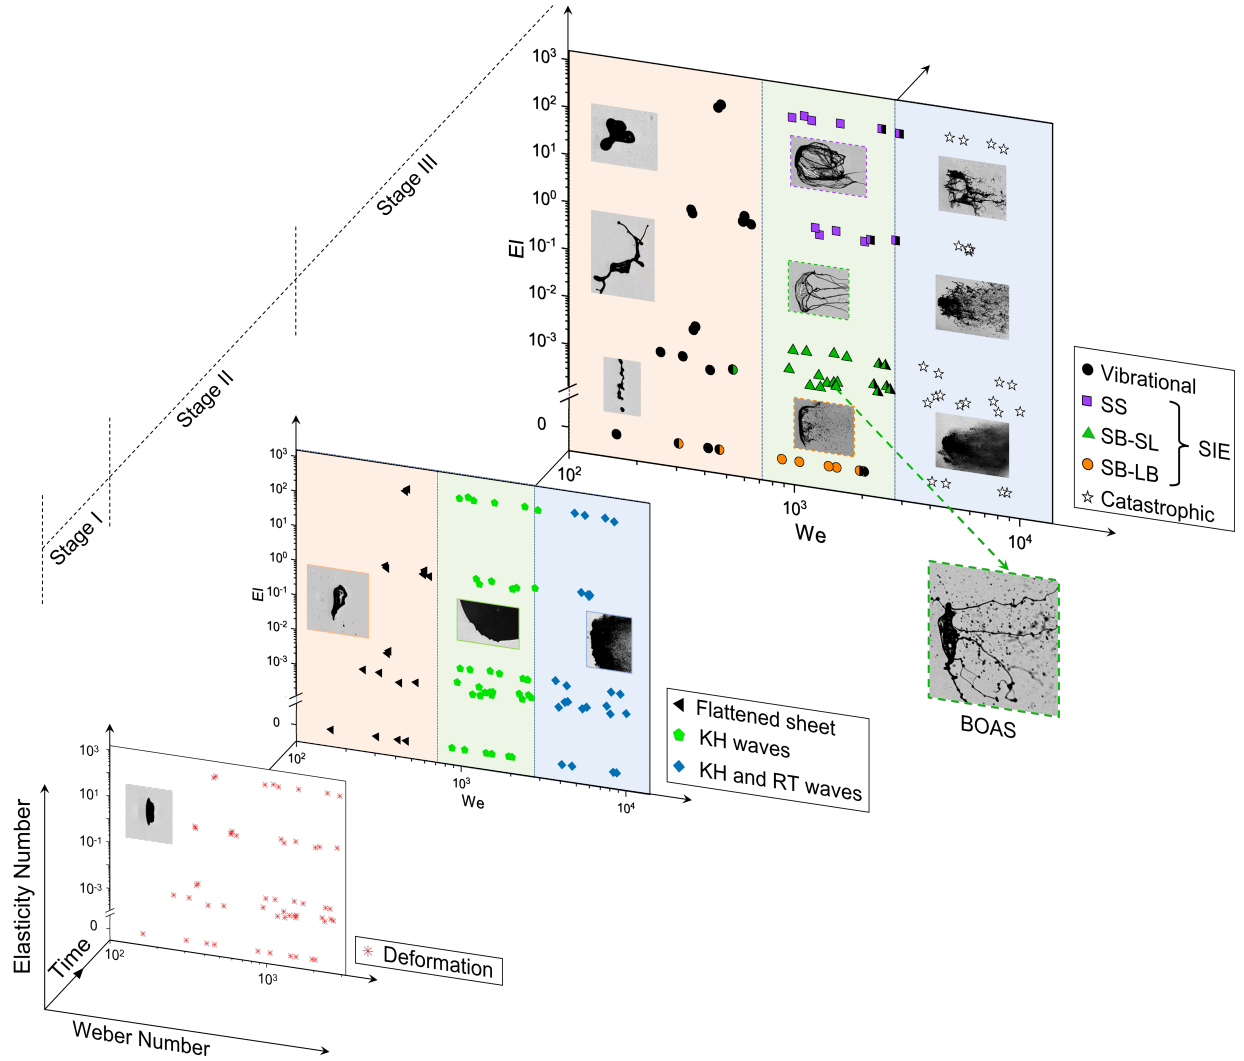 Stage III
Stage II
Stage I
10³
10²
10¹
10⁰
10⁻¹
10⁻²
10⁻³
0
El
10²
10³
10⁴
We
Vibrational
SS
SB-SL
SB-LB
SIE
Catastrophic
BOAS
10³
10²
10¹
10⁰
10⁻¹
10⁻²
10⁻³
0
El
10²
10³
10⁴
We
Flattened sheet
KH waves
KH and RT waves
10³
10¹
10⁻¹
10⁻³
0
10²
10³
Deformation
Elasticity Number
Time
Weber Number